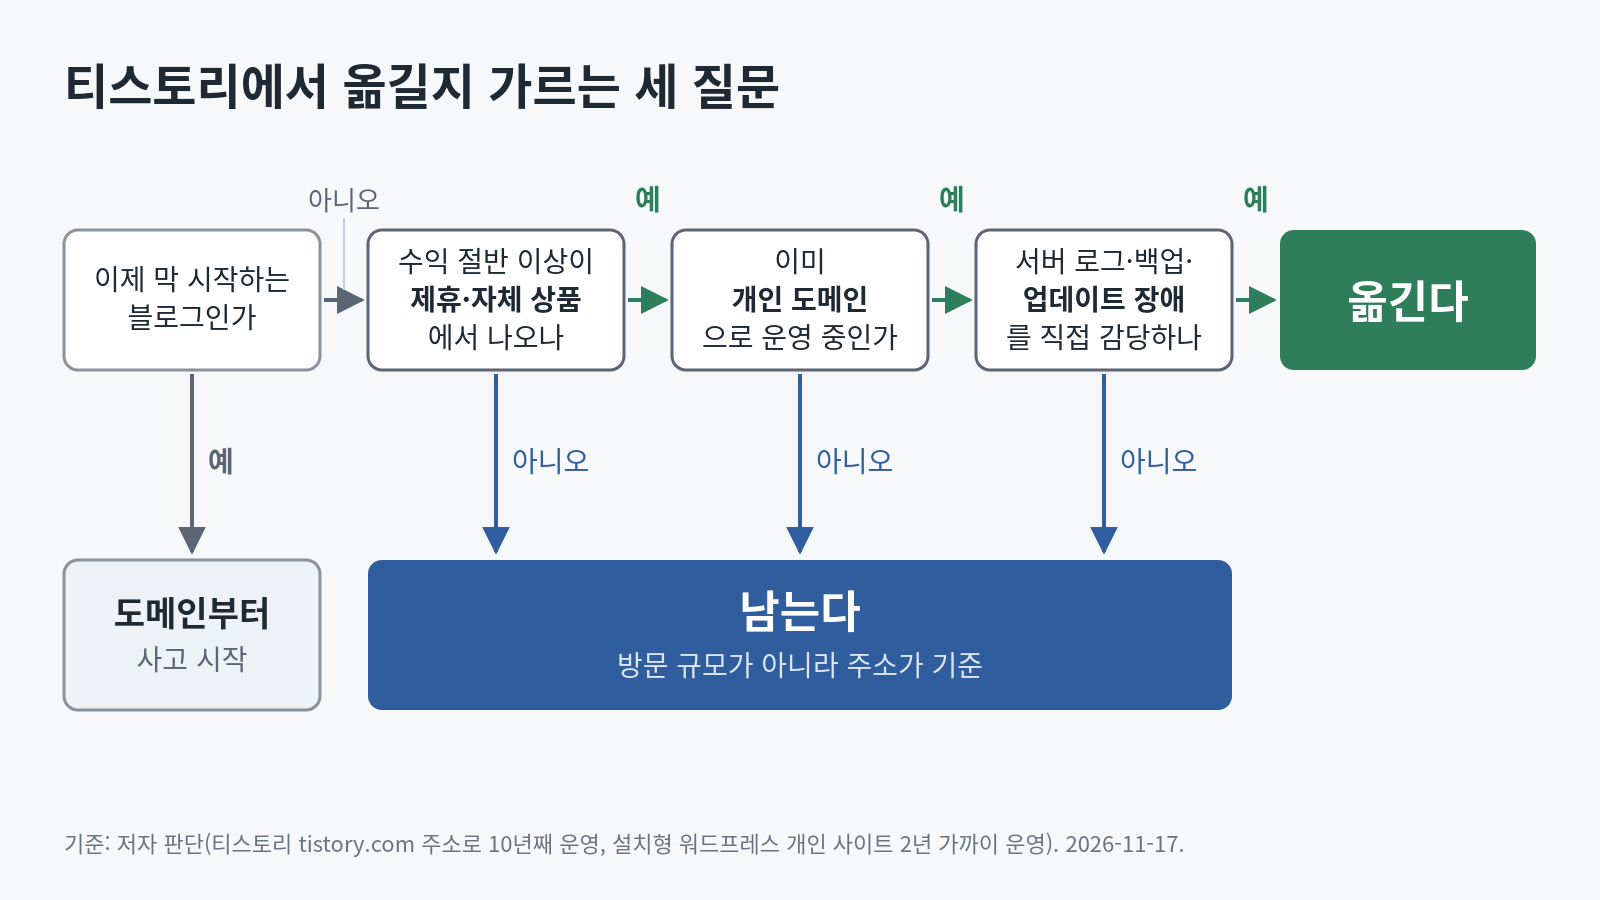 티스토리에서 옮길지 가르는 세 질문
아니오
예
예
예
이제 막 시작하는
블로그인가
수익 절반 이상이
제휴·자체 상품
에서 나오나
이미
개인 도메인
으로 운영 중인가
서버 로그·백업·
업데이트 장애
를 직접 감당하나
옮긴다
예
아니오
아니오
아니오
도메인부터
사고 시작
남는다
방문 규모가 아니라 주소가 기준
기준: 저자 판단(티스토리 tistory.com 주소로 10년째 운영, 설치형 워드프레스 개인 사이트 2년 가까이 운영). 2026-11-17.